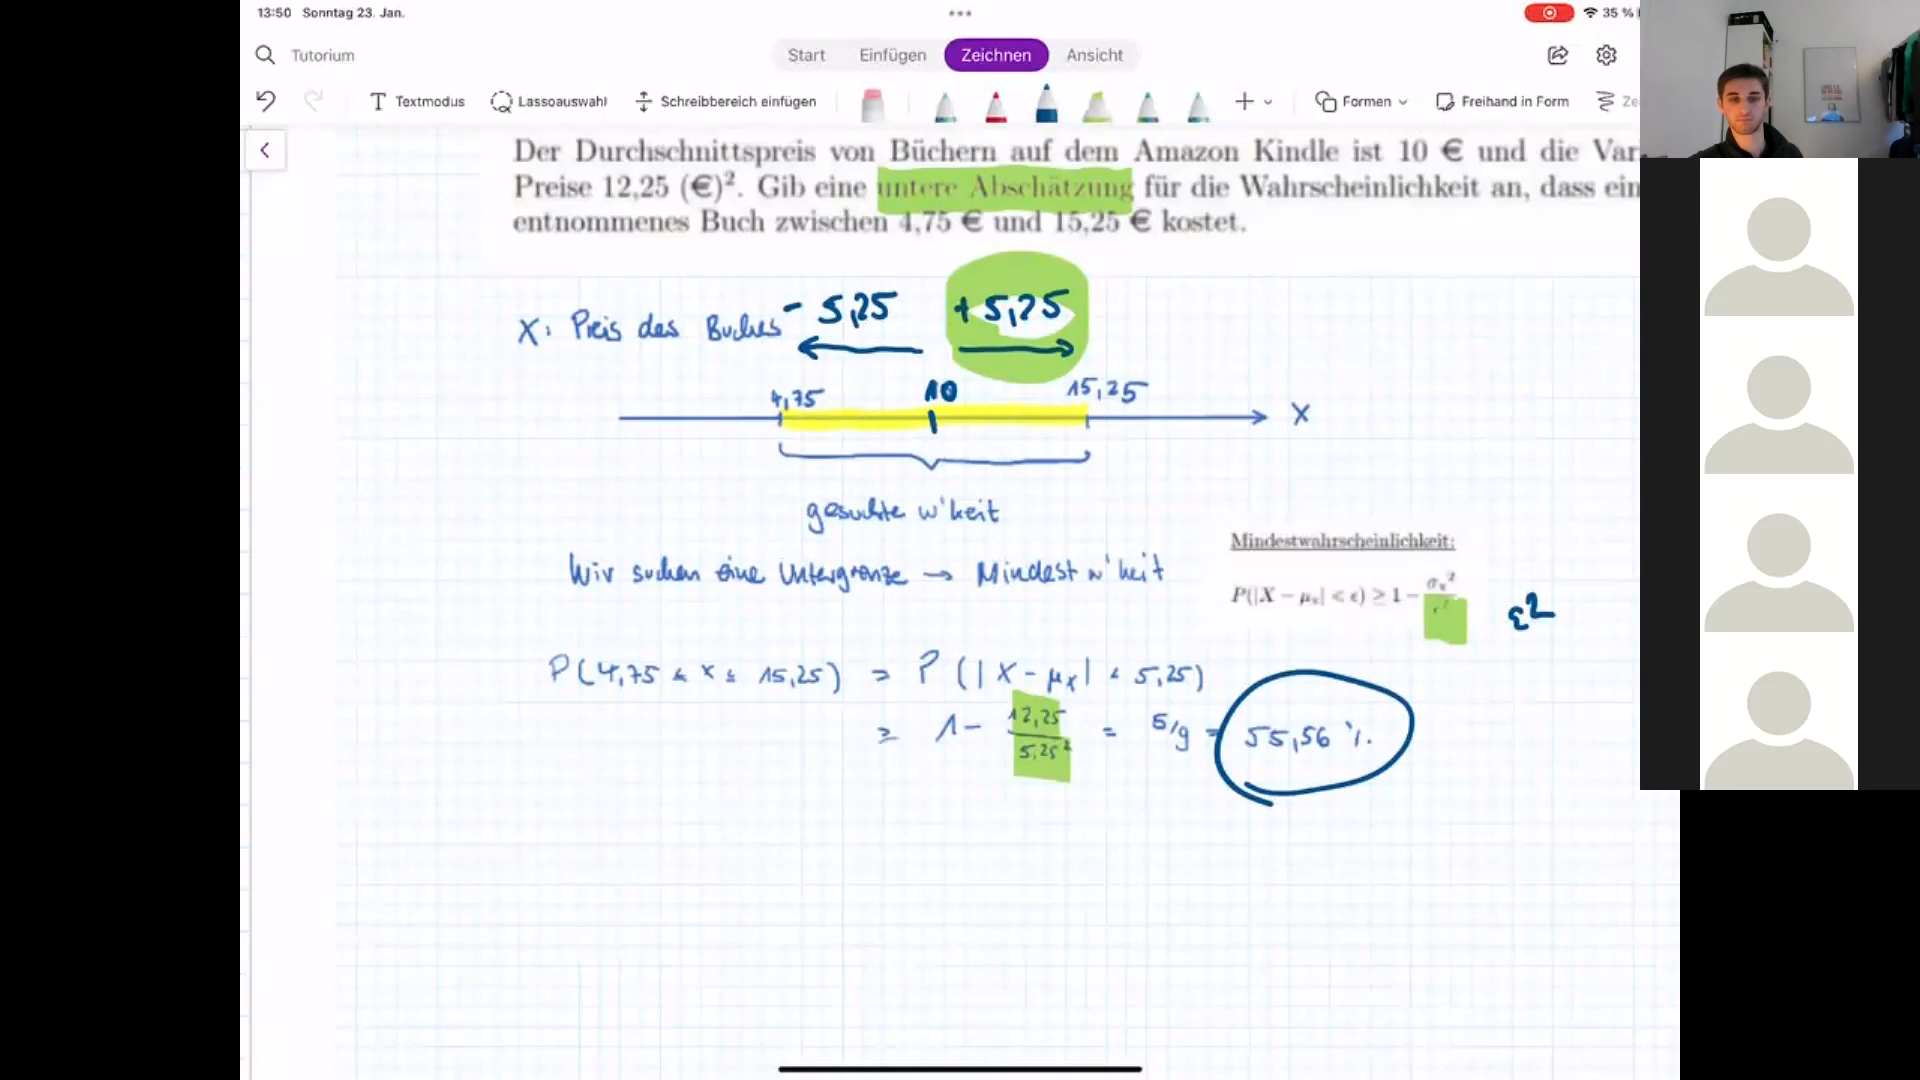 13:50 Sonntag 23. Jan.
35 %
Tutorium
Start Einfügen Zeichnen Ansicht
Textmodus Lassoauswahl Schreibbereich einfügen Formen Freihand in Form
Der Durchschnittspreis von Büchern auf dem Amazon Kindle ist 10 € und die Var
Preise 12,25 (€)². Gib eine untere Abschätzung für die Wahrscheinlichkeit an, dass ein
entnommenes Buch zwischen 4,75 € und 15,25 € kostet.
- 5,25 + 5,25
X: Preis des Buches
4,75 10 15,25
X
gesuchte W'keit
Mindestwahrscheinlichkeit:
Wir suchen eine Untergrenze → Mindest w'keit
P(|X − μₓ| < ϵ) ≥ 1 − σₓ²/ϵ²
ε²
P(4,75 ≤ x ≤ 15,25) = P(|X − μₓ| < 5,25)
≥ 1 − 12,25/5,25² = 5/9 = 55,56 %.